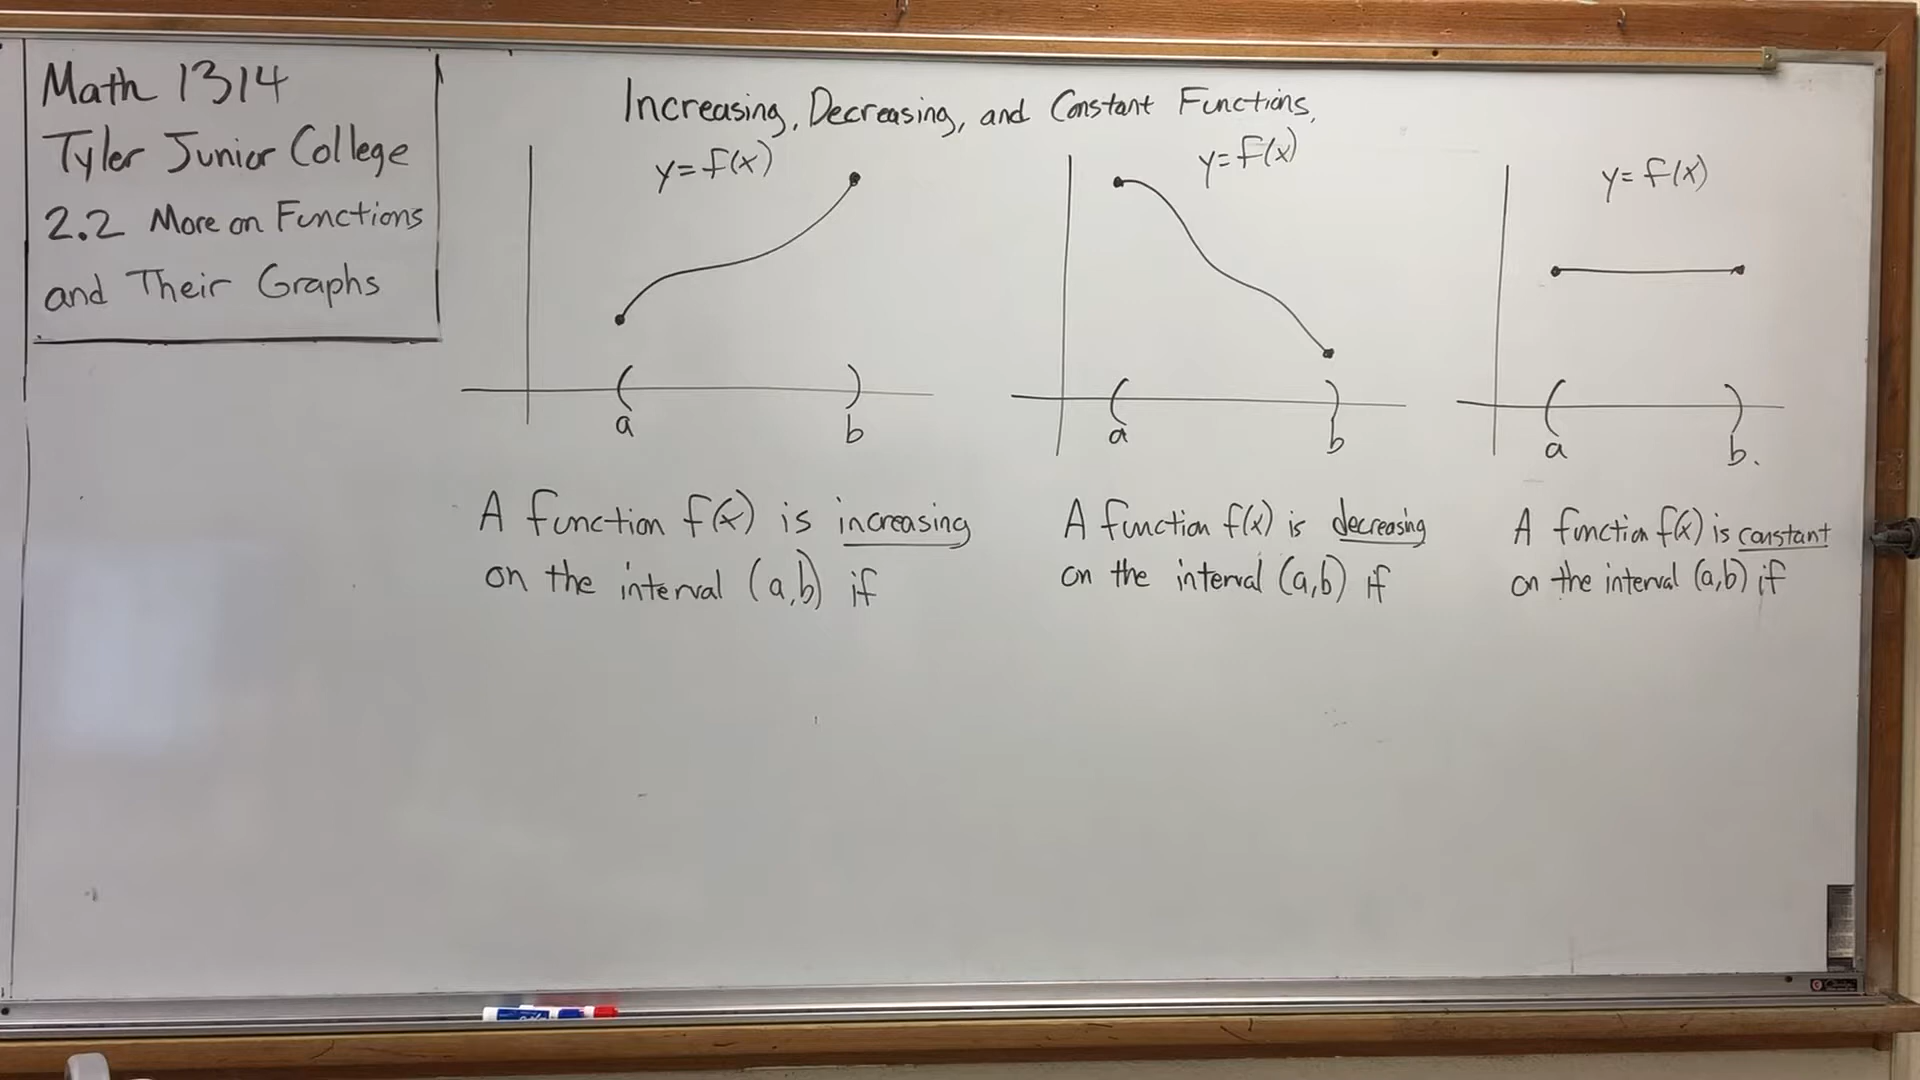 Math 1314
Tyler Junior College
2.2 More on Functions
and Their Graphs
Increasing, Decreasing, and Constant Functions.
y=f(x)
a
b
A function f(x) is increasing
on the interval (a,b) if
y=f(x)
a
b
A function f(x) is decreasing
on the interval (a,b) if
y=f(x)
a
b.
A function f(x) is constant
on the interval (a,b) if